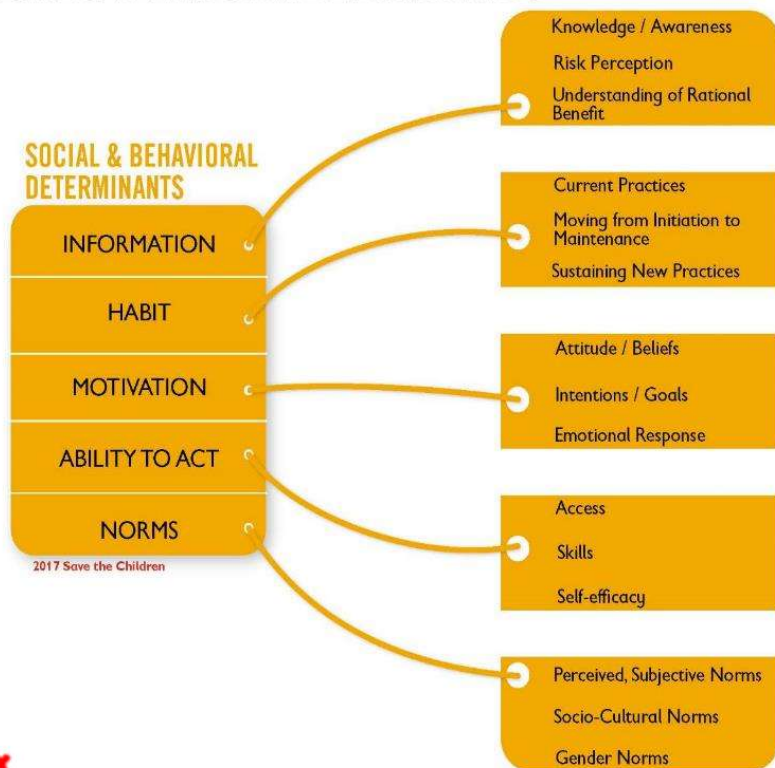 SOCIAL & BEHAVIORAL
DETERMINANTS
INFORMATION
HABIT
MOTIVATION
ABILITY TO ACT
NORMS
2017 Save the Children
Knowledge / Awareness
Risk Perception
Understanding of Rational
Benefit
Current Practices
Moving from Initiation to
Maintenance
Sustaining New Practices
Attitude / Beliefs
Intentions / Goals
Emotional Response
Access
Skills
Self-efficacy
Perceived, Subjective Norms
Socio-Cultural Norms
Gender Norms